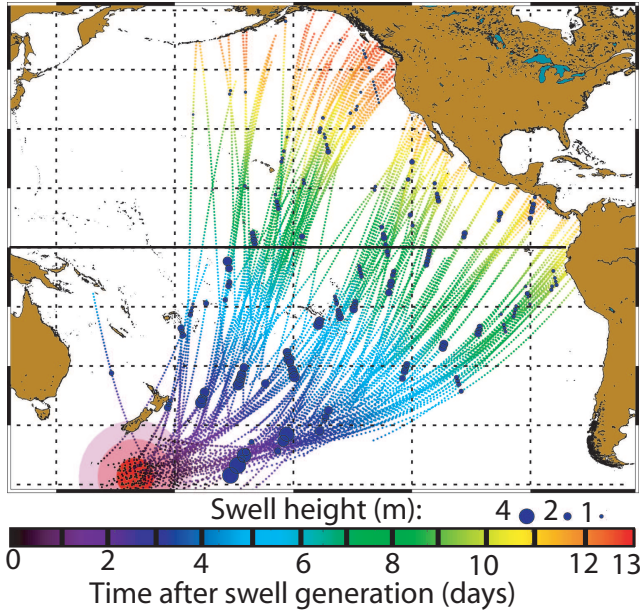 Swell height (m): 4 2 1
0 2 4 6 8 10 12 13
Time after swell generation (days)